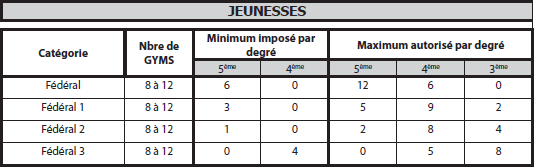 JEUNESSES
Catégorie Nbre de GYMS Minimum imposé par degré Maximum autorisé par degré
5ème 4ème 5ème 4ème 3ème
Fédéral 8 à 12 6 0 12 6 0
Fédéral 1 8 à 12 3 0 5 9 2
Fédéral 2 8 à 12 1 0 2 8 4
Fédéral 3 8 à 12 0 4 0 5 8